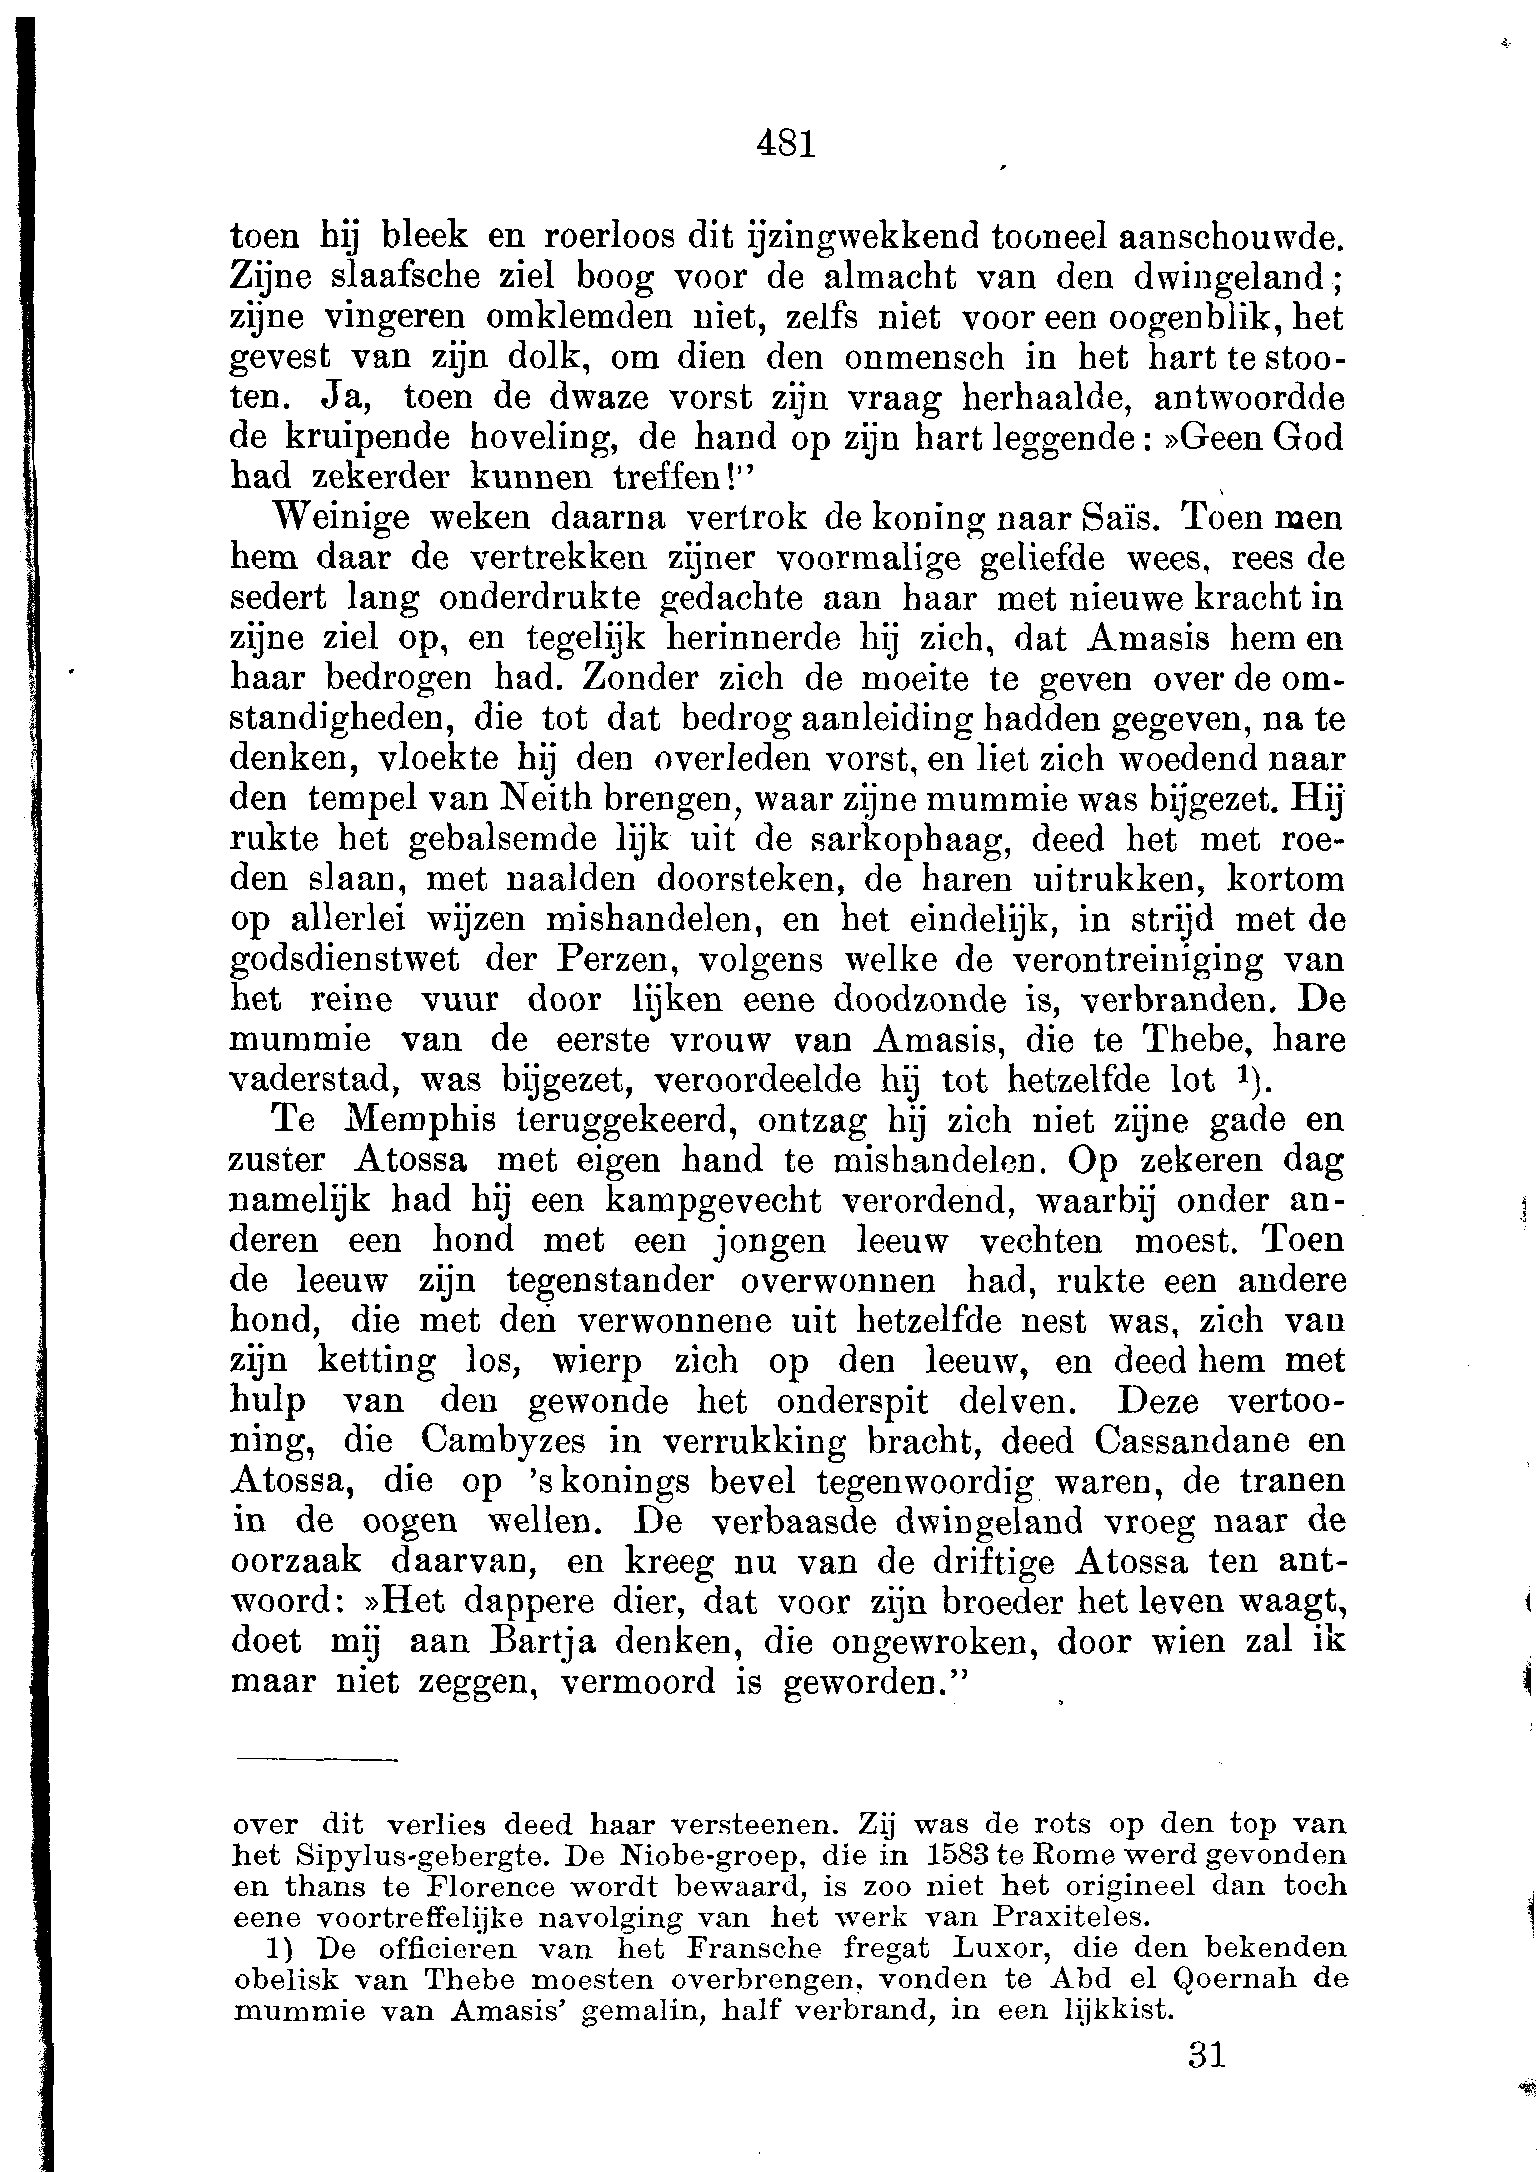 481
toen hij bleek en roerloos dit ijzingwekkend tooneel aanschouwde.
Zijne slaafsche ziel boog voor de almacht van den dwingeland;
zijne vingeren omklemden niet, zelfs niet voor een oogenblik, het
gevest van zijn dolk, om dien den onmensch in het hart te stoo-
ten. Ja, toen de dwaze vorst zijn vraag herhaalde, antwoordde
de kruipende hoveling, de hand op zijn hart leggende: »Geen God
had zekerder kunnen treffen!"
Weinige weken daarna vertrok de koning naar Saïs. Toen men
hem daar de vertrekken zijner voormalige geliefde wees, rees de
sedert lang onderdrukte gedachte aan haar met nieuwe kracht in
zijne ziel op, en tegelijk herinnerde hij zich, dat Amasis hem en
haar bedrogen had. Zonder zich de moeite te geven over de om-
standigheden, die tot dat bedrog aanleiding hadden gegeven, na te
denken, vloekte hij den overleden vorst, en liet zich woedend naar
den tempel van Neith brengen, waar zijne mummie was bijgezet. Hij
rukte het gebalsemde lijk uit de sarkophaag, deed het met roe-
den slaan, met naalden doorsteken, de haren uitrukken, kortom
op allerlei wijzen mishandelen, en het eindelijk, in strijd met de
godsdienstwet der Perzen, volgens welke de verontreiniging van
het reine vuur door lijken eene doodzonde is, verbranden. De
mummie van de eerste vrouw van Amasis, die te Thebe, hare
vaderstad, was bijgezet, veroordeelde hij tot hetzelfde lot ¹).
Te Memphis teruggekeerd, ontzag hij zich niet zijne gade en
zuster Atossa met eigen hand te mishandelen. Op zekeren dag
namelijk had hij een kampgevecht verordend, waarbij onder an-
deren een hond met een jongen leeuw vechten moest. Toen
de leeuw zijn tegenstander overwonnen had, rukte een andere
hond, die met den verwonnene uit hetzelfde nest was, zich van
zijn ketting los, wierp zich op den leeuw, en deed hem met
hulp van den gewonde het onderspit delven. Deze vertoo-
ning, die Cambyzes in verrukking bracht, deed Cassandane en
Atossa, die op 's konings bevel tegenwoordig waren, de tranen
in de oogen wellen. De verbaasde dwingeland vroeg naar de
oorzaak daarvan, en kreeg nu van de driftige Atossa ten ant-
woord: »Het dappere dier, dat voor zijn broeder het leven waagt,
doet mij aan Bartja denken, die ongewroken, door wien zal ik
maar niet zeggen, vermoord is geworden."
over dit verlies deed haar versteenen. Zij was de rots op den top van
het Sipylus-gebergte. De Niobe-groep, die in 1583 te Rome werd gevonden
en thans te Florence wordt bewaard, is zoo niet het origineel dan toch
eene voortreffelijke navolging van het werk van Praxiteles.
1) De officieren van het Fransche fregat Luxor, die den bekenden
obelisk van Thebe moesten overbrengen, vonden te Abd el Qoernah de
mummie van Amasis' gemalin, half verbrand, in een lijkkist.
31